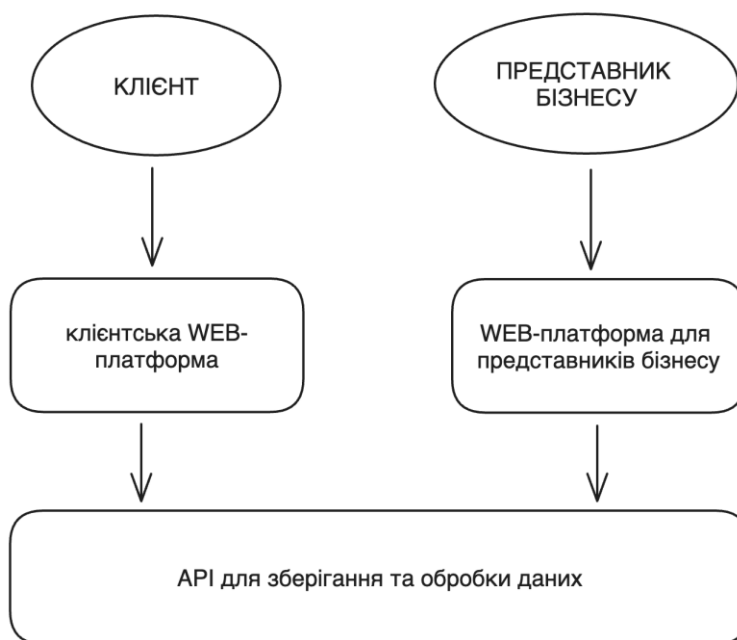 КЛІЄНТ
ПРЕДСТАВНИК
БІЗНЕСУ
клієнтська WEB-
платформа
WEB-платформа для
представників бізнесу
API для зберігання та обробки даних